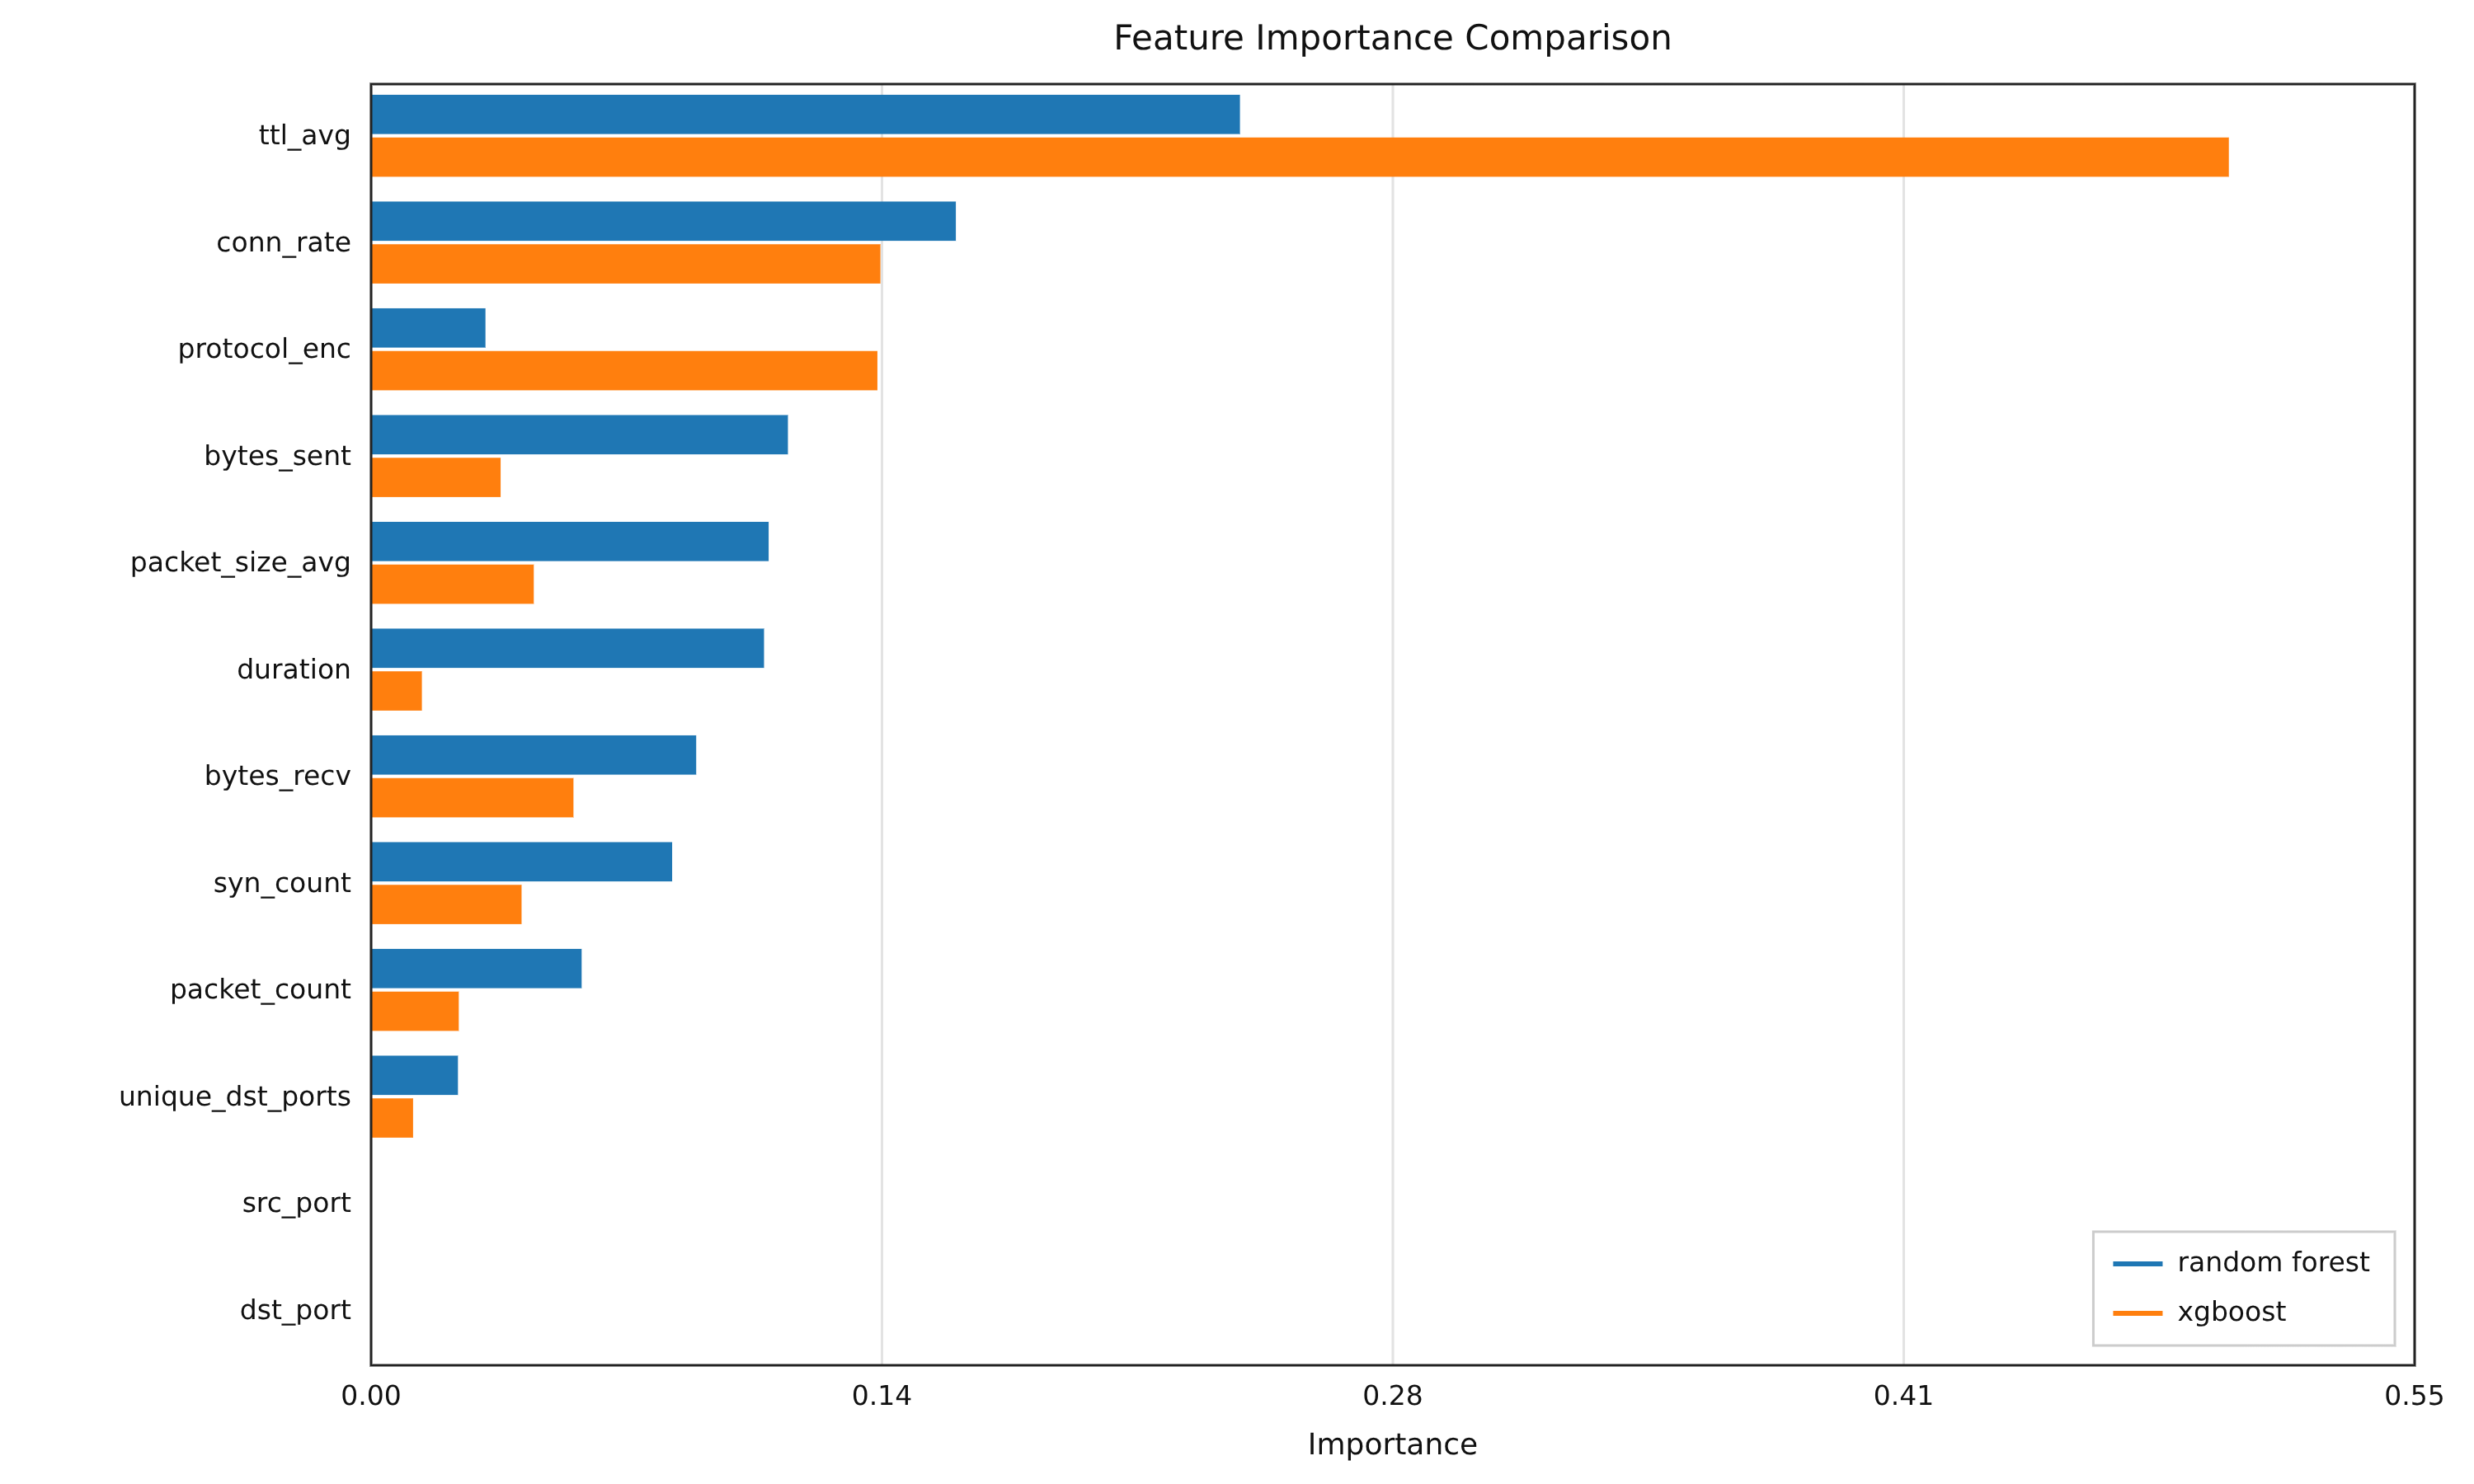 Feature Importance Comparison
ttl_avg
conn_rate
protocol_enc
bytes_sent
packet_size_avg
duration
bytes_recv
syn_count
packet_count
unique_dst_ports
src_port
dst_port
random forest
xgboost
0.00 0.14 0.28 0.41 0.55
Importance